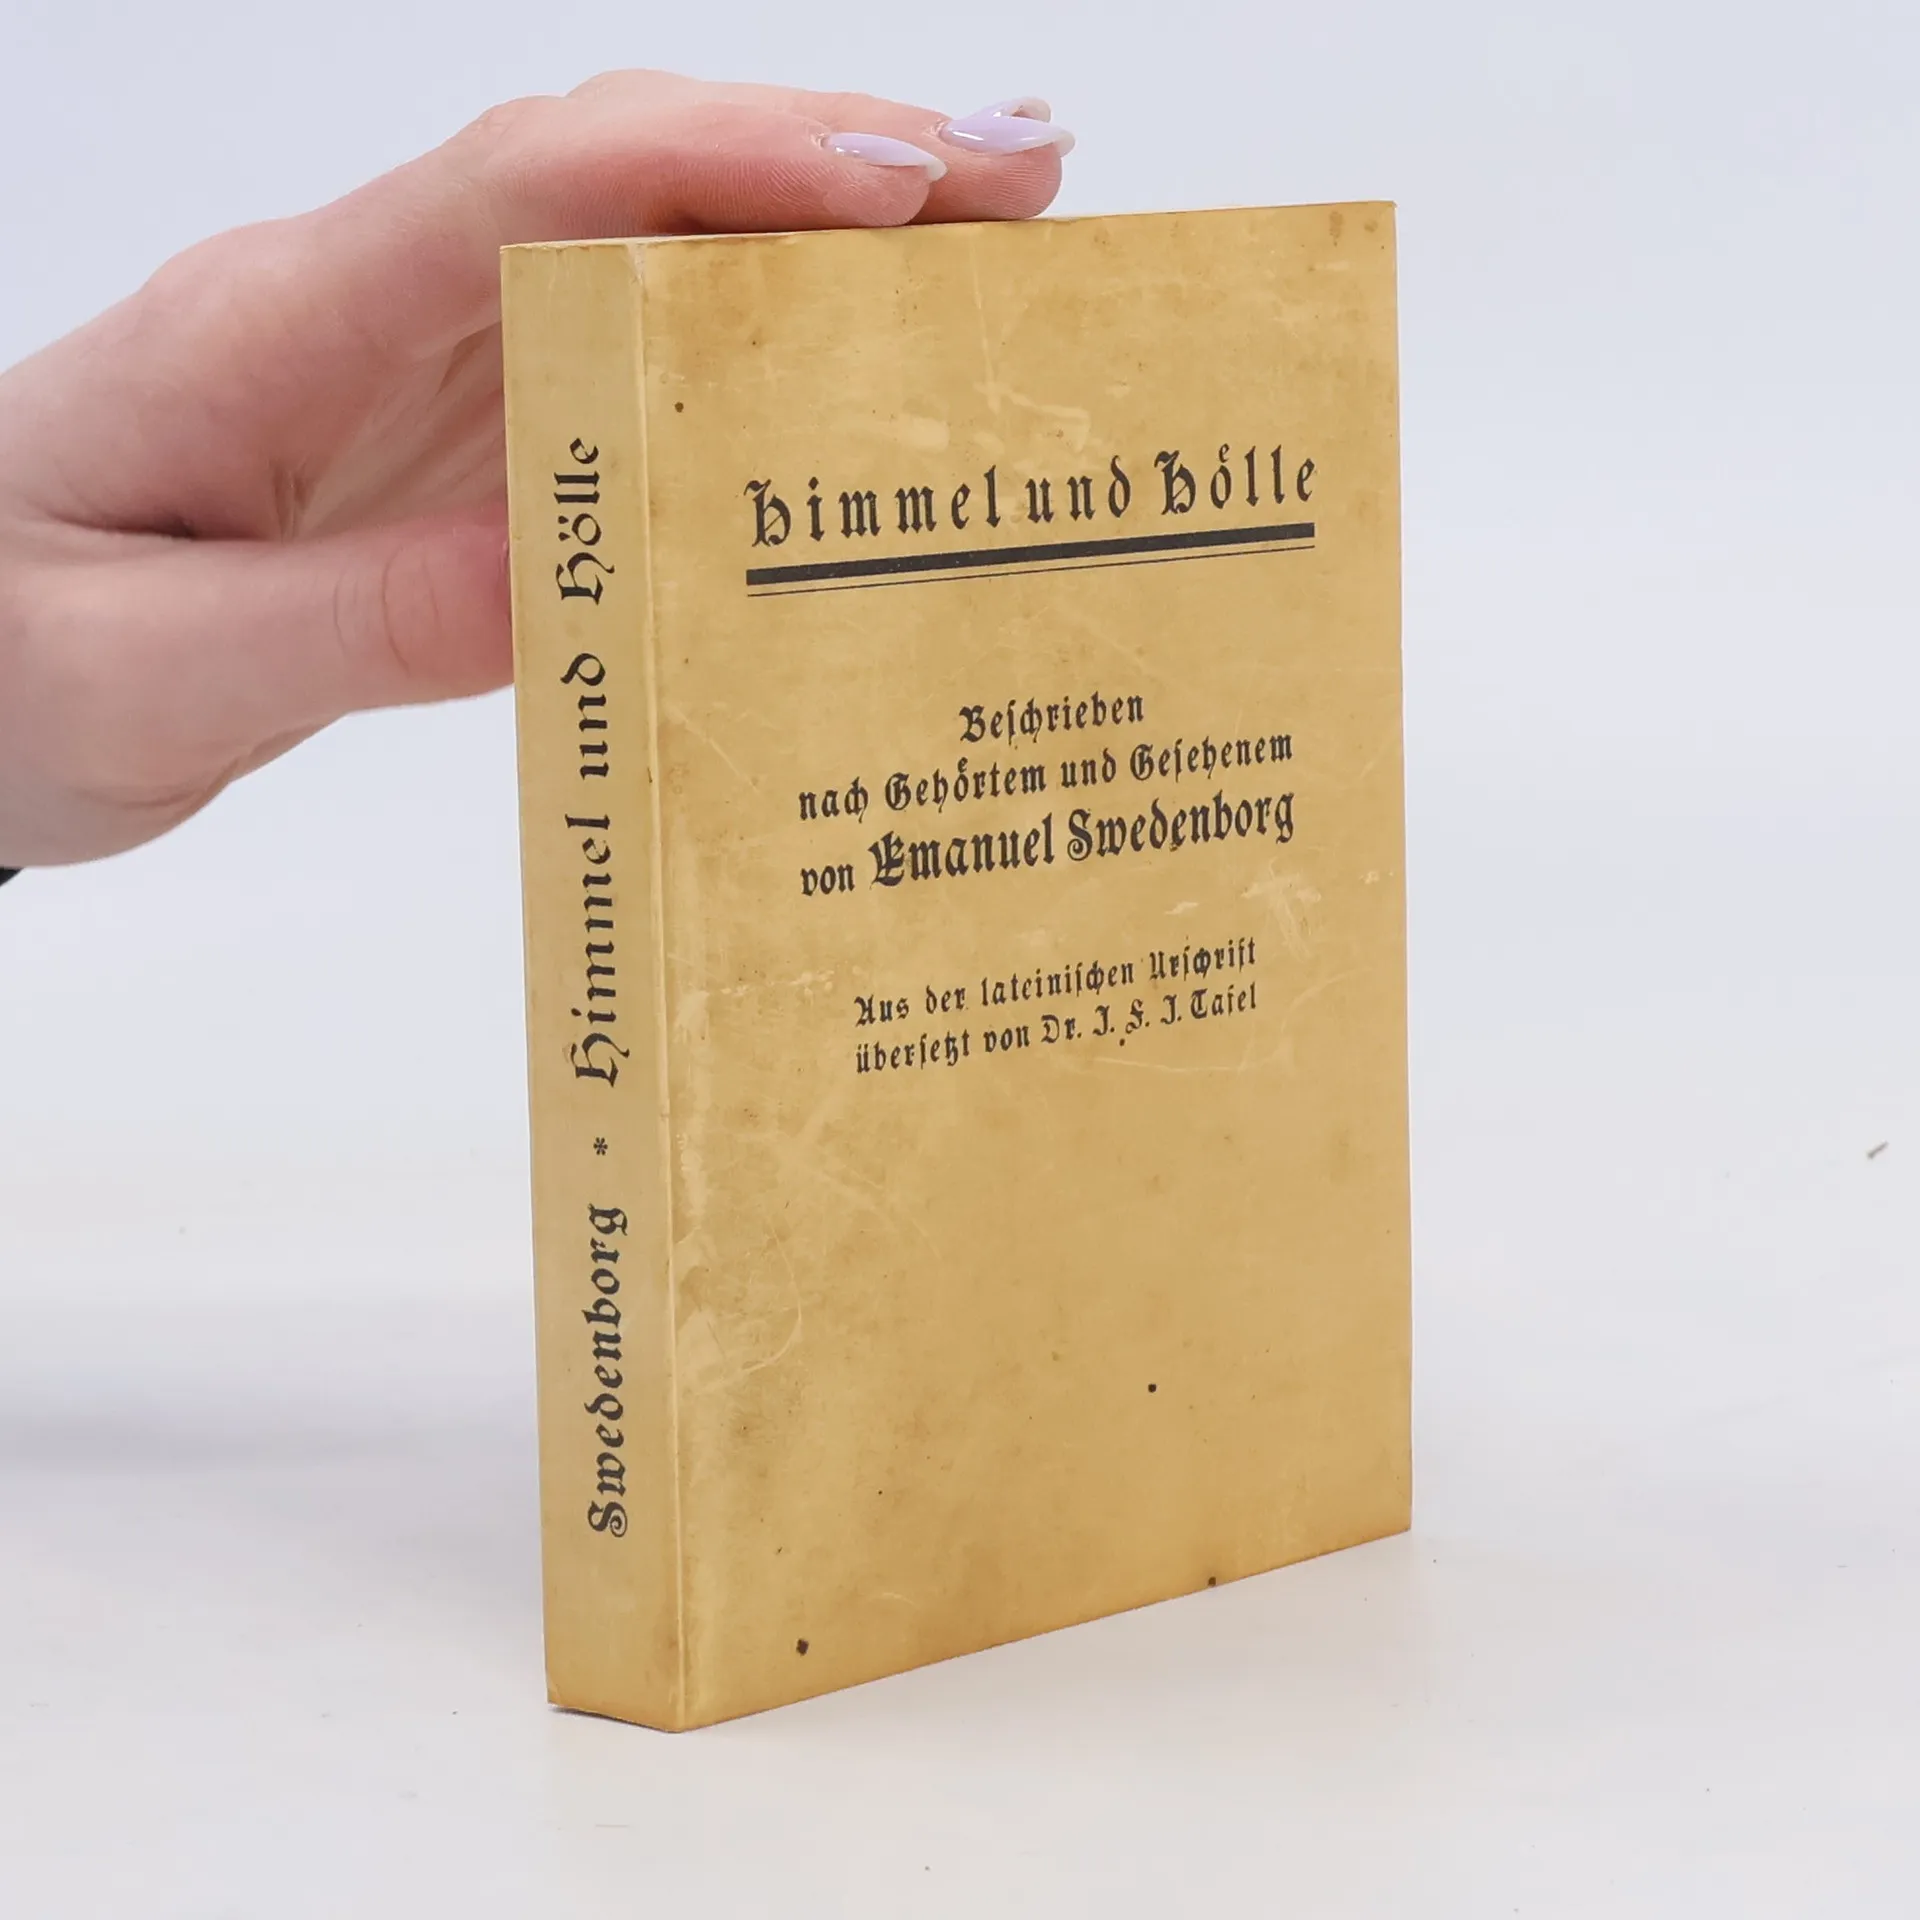 Swedenborg * Himmel und Hölle
Himmel und Hölle
Beſchrieben
nach Gehörtem und Geſehenem
von Emanuel Swedenborg
Aus der lateiniſchen Urſchrift
überſetzt von Dr. J. F. J. Tafel